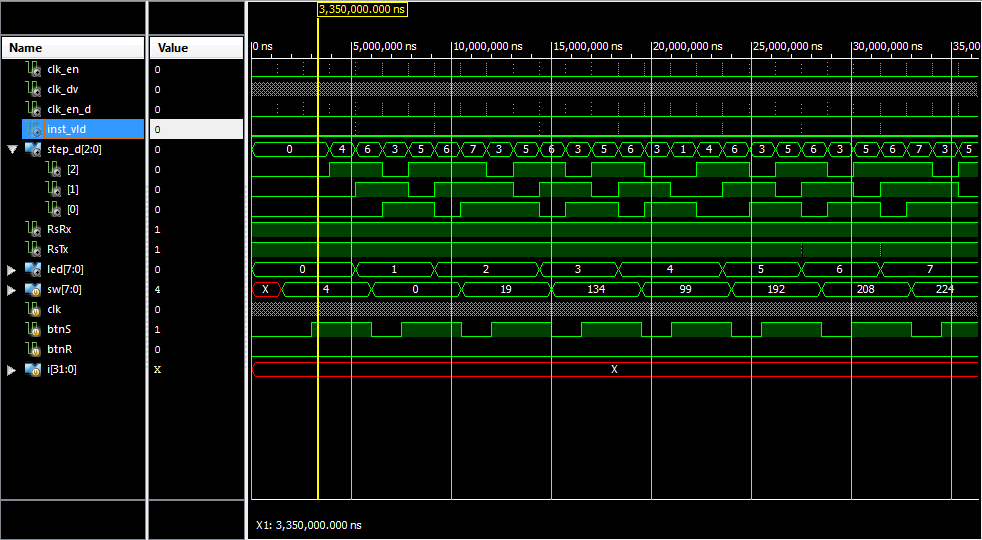 3,350,000.000 ns
Name Value
0 ns 5,000,000 ns 10,000,000 ns 15,000,000 ns 20,000,000 ns 25,000,000 ns 30,000,000 ns 35,00
clk_en 0
clk_dv 0
clk_en_d 0
inst_vld 0
step_d[2:0] 0 0 4 6 3 5 6 7 3 5 6 3 5 6 3 1 4 6 3 5 6 3 5 6 7 3 5
[2] 0
[1] 0
[0] 0
RsRx 1
RsTx 1
led[7:0] 0 0 1 2 3 4 5 6 7
sw[7:0] 4 X 4 0 19 134 99 192 208 224
clk 0
btnS 1
btnR 0
i[31:0] X X
X1: 3,350,000.000 ns